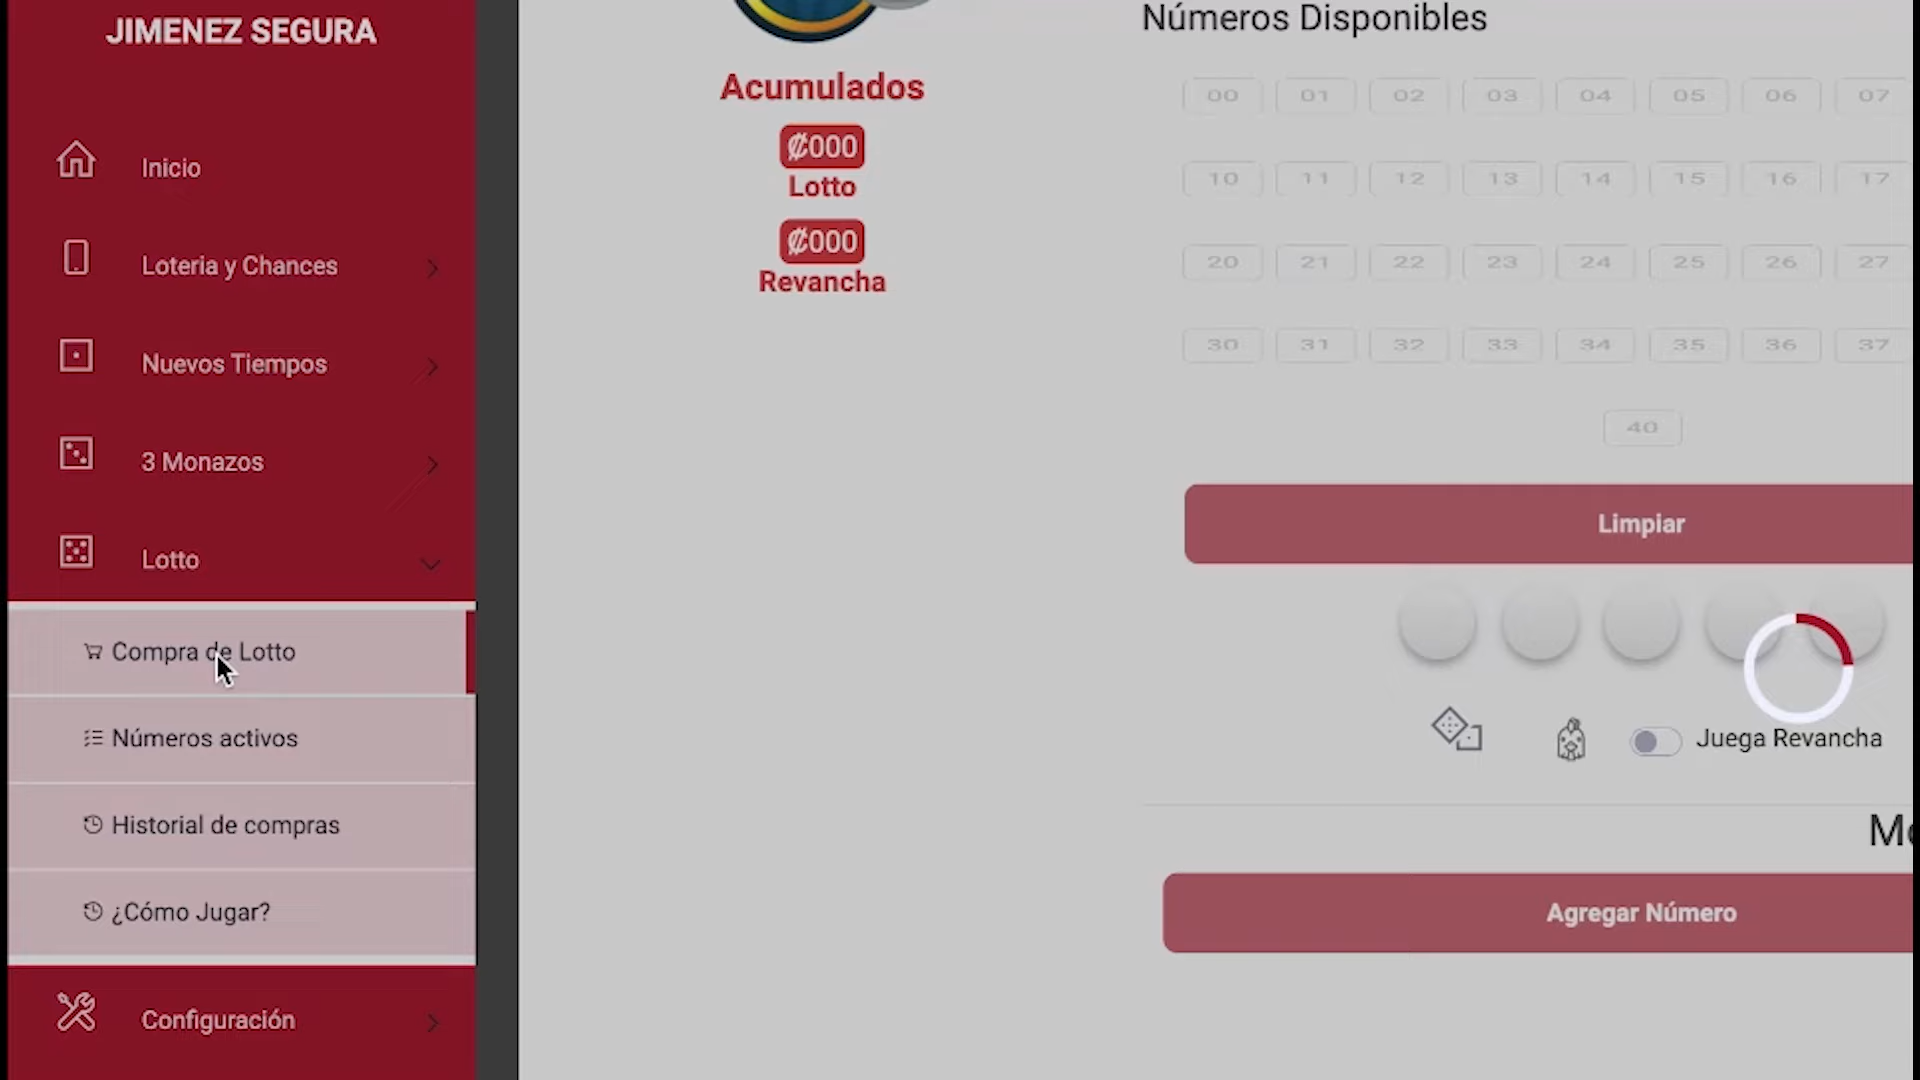 JIMENEZ SEGURA
Inicio
Loteria y Chances
Nuevos Tiempos
3 Monazos
Lotto
Compra de Lotto
Números activos
Historial de compras
¿Cómo Jugar?
Configuración
Acumulados
₡000
Lotto
₡000
Revancha
Números Disponibles
00 01 02 03 04 05 06 07
10 11 12 13 14 15 16 17
20 21 22 23 24 25 26 27
30 31 32 33 34 35 36 37
40
Limpiar
Juega Revancha
Agregar Número